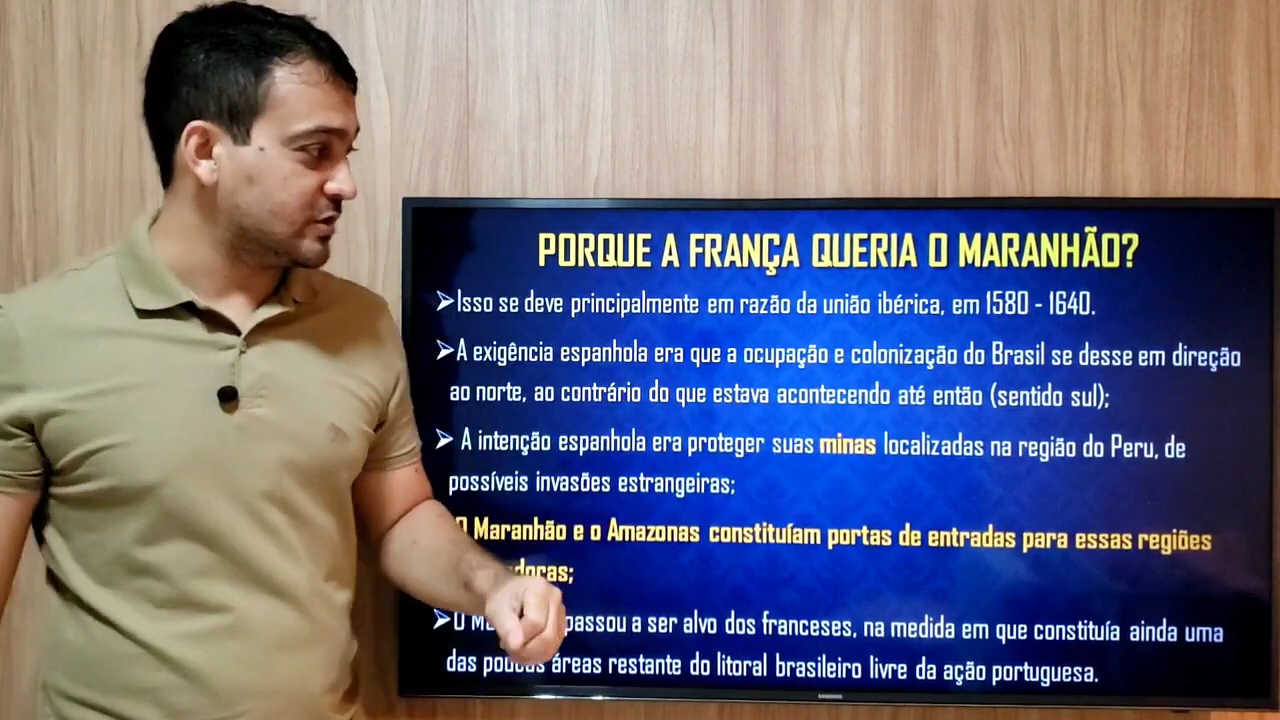 PORQUE A FRANÇA QUERIA O MARANHÃO?
Isso se deve principalmente em razão da união ibérica, em 1580 - 1640.
A exigência espanhola era que a ocupação e colonização do Brasil se desse em direção
ao norte, ao contrário do que estava acontecendo até então (sentido sul);
A intenção espanhola era proteger suas minas localizadas na região do Peru, de
possíveis invasões estrangeiras;
O Maranhão e o Amazonas constituíam portas de entradas para essas regiões
O passou a ser alvo dos franceses, na medida em que constituía ainda uma
das poucas áreas restante do litoral brasileiro livre da ação portuguesa.
SAMSUNG